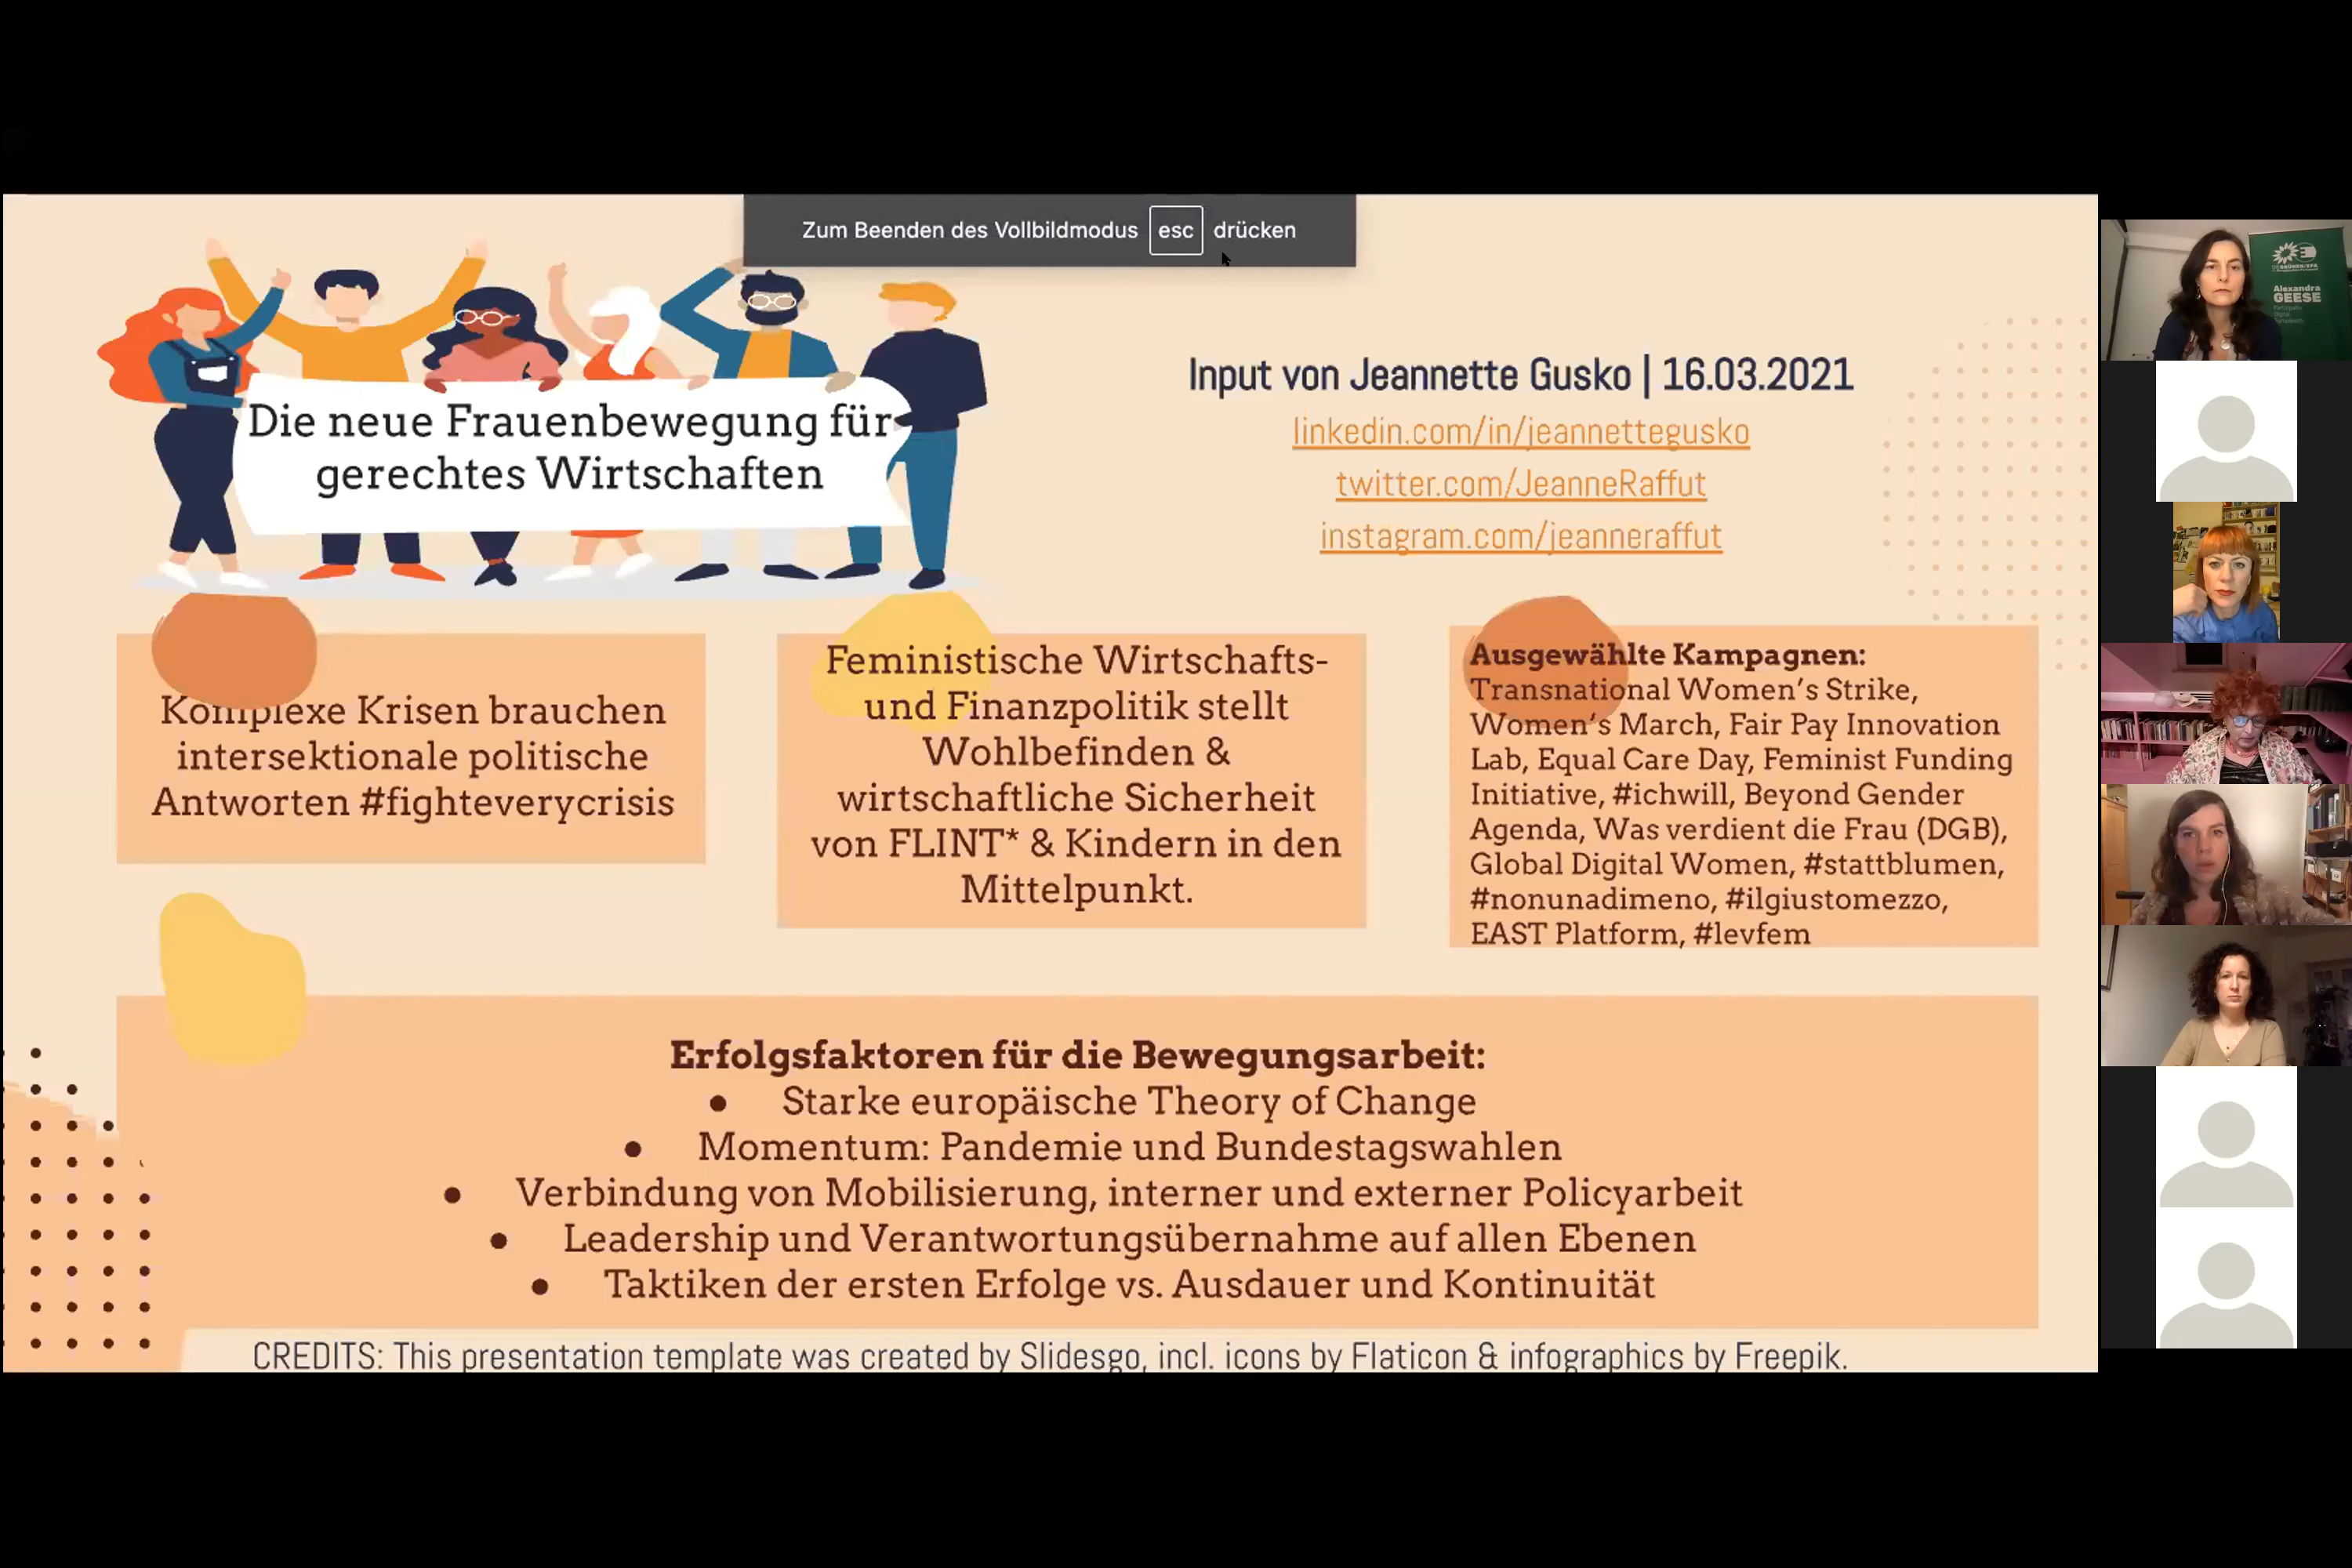 Zum Beenden des Vollbildmodus esc drücken
Die neue Frauenbewegung für
gerechtes Wirtschaften
Input von Jeannette Gusko | 16.03.2021
linkedin.com/in/jeannettegusko
twitter.com/JeanneRaffut
instagram.com/jeanneraffut
Komplexe Krisen brauchen
intersektionale politische
Antworten #fighteverycrisis
Feministische Wirtschafts-
und Finanzpolitik stellt
Wohlbefinden &
wirtschaftliche Sicherheit
von FLINT* & Kindern in den
Mittelpunkt.
Ausgewählte Kampagnen:
Transnational Women’s Strike,
Women’s March, Fair Pay Innovation
Lab, Equal Care Day, Feminist Funding
Initiative, #ichwill, Beyond Gender
Agenda, Was verdient die Frau (DGB),
Global Digital Women, #stattblumen,
#nonunadimeno, #ilgiustomezzo,
EAST Platform, #levfem
Erfolgsfaktoren für die Bewegungsarbeit:
● Starke europäische Theory of Change
● Momentum: Pandemie und Bundestagswahlen
● Verbindung von Mobilisierung, interner und externer Policyarbeit
● Leadership und Verantwortungsübernahme auf allen Ebenen
● Taktiken der ersten Erfolge vs. Ausdauer und Kontinuität
CREDITS: This presentation template was created by Slidesgo, incl. icons by Flaticon & infographics by Freepik.
Alexandra
GEESE